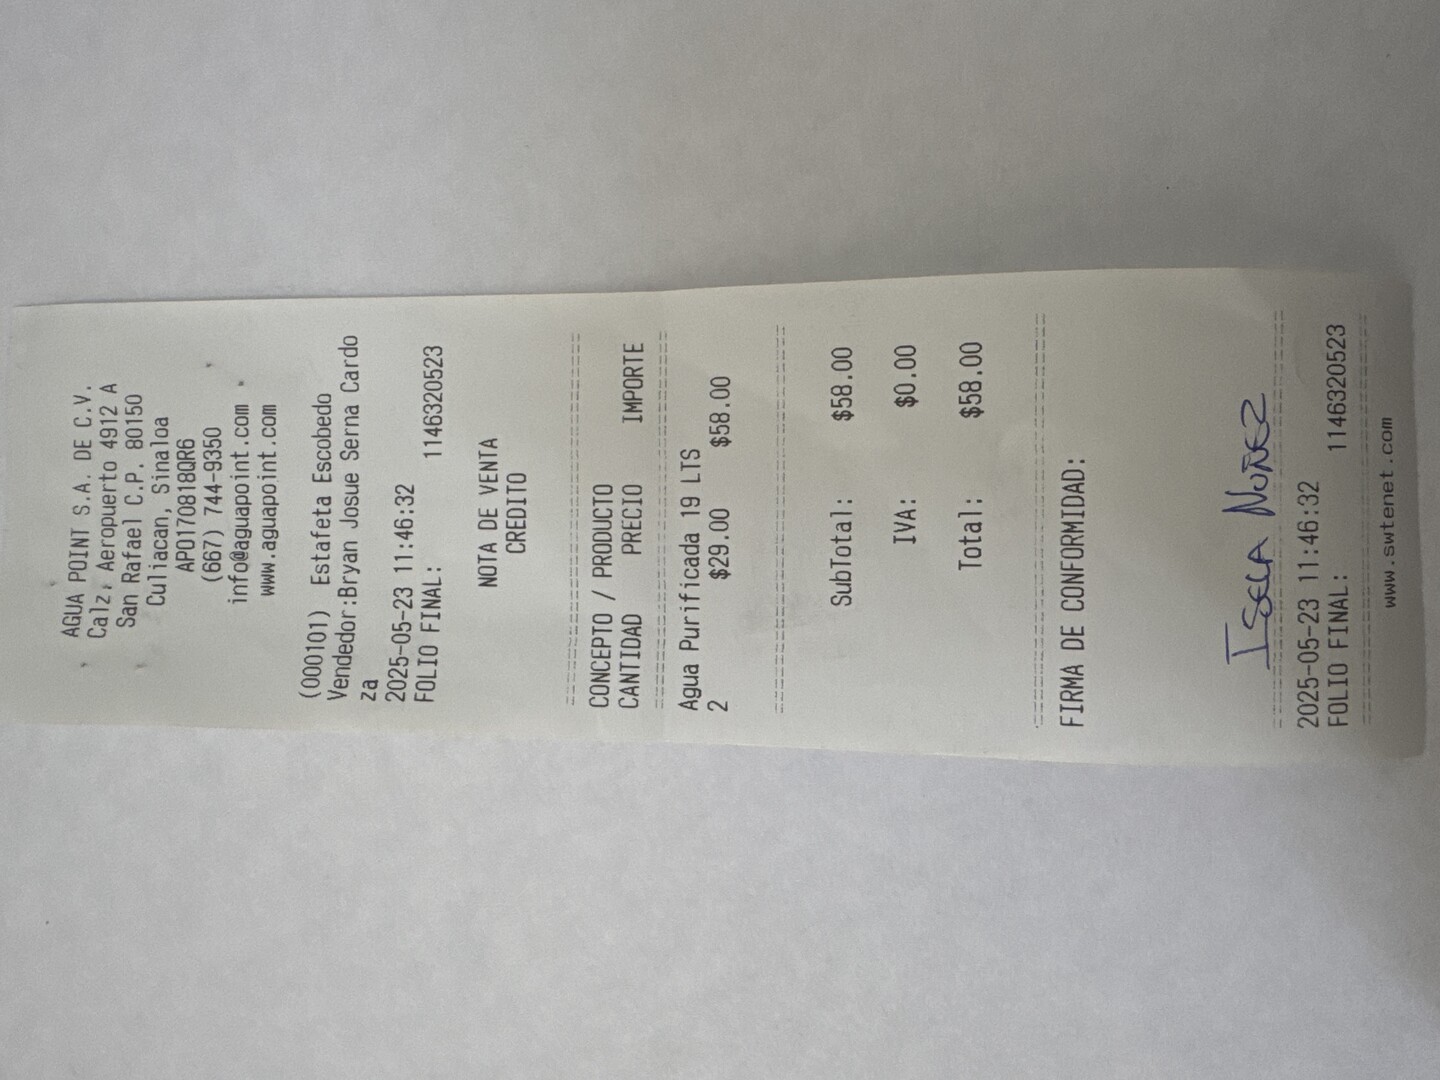 AGUA POINT S.A. DE C.V.
Calz, Aeropuerto 4912 A
San Rafael C.P. 80150
Culiacan, Sinaloa
APO170818QR6
(667) 744-9350
info@aguapoint.com
www.aguapoint.com
(000101) Estafeta Escobedo
Vendedor:Bryan Josue Serna Cardo
za
2025-05-23 11:46:32
FOLIO FINAL: 1146320523
NOTA DE VENTA
CREDITO
CONCEPTO / PRODUCTO
CANTIDAD PRECIO IMPORTE
Agua Purificada 19 LTS
2 $29.00 $58.00
SubTotal: $58.00
IVA: $0.00
Total: $58.00
FIRMA DE CONFORMIDAD:
ISELA NUÑEZ
2025-05-23 11:46:32
FOLIO FINAL: 1146320523
www.swtenet.com